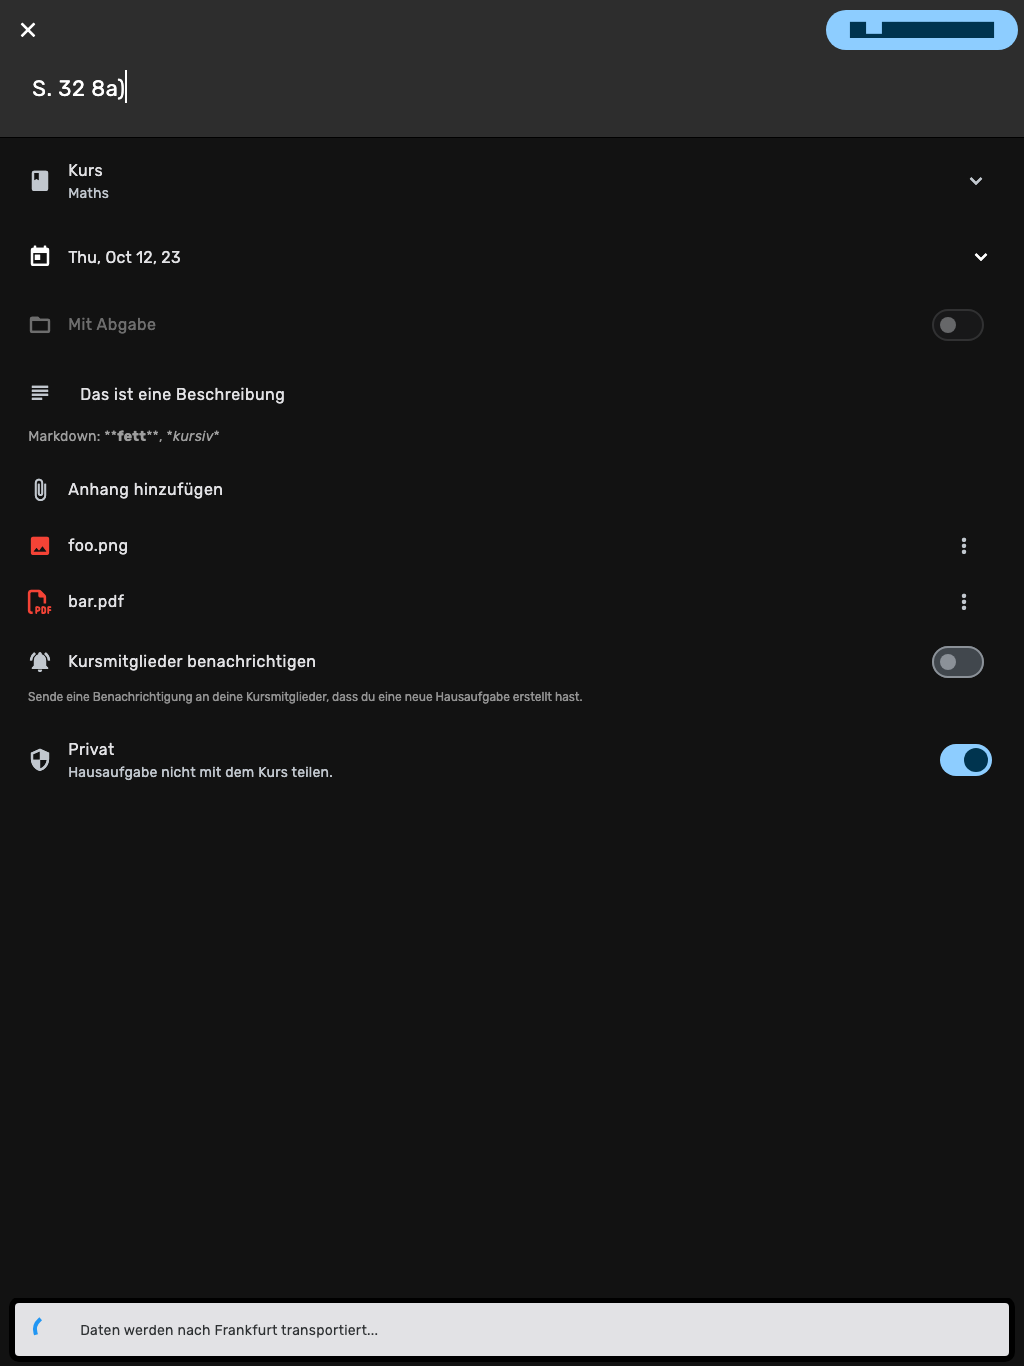 S. 32 8a)
Kurs
Maths
Thu, Oct 12, 23
Mit Abgabe
Das ist eine Beschreibung
Markdown: **fett**, *kursiv*
Anhang hinzufügen
foo.png
PDF
bar.pdf
Kursmitglieder benachrichtigen
Sende eine Benachrichtigung an deine Kursmitglieder, dass du eine neue Hausaufgabe erstellt hast.
Privat
Hausaufgabe nicht mit dem Kurs teilen.
Daten werden nach Frankfurt transportiert...